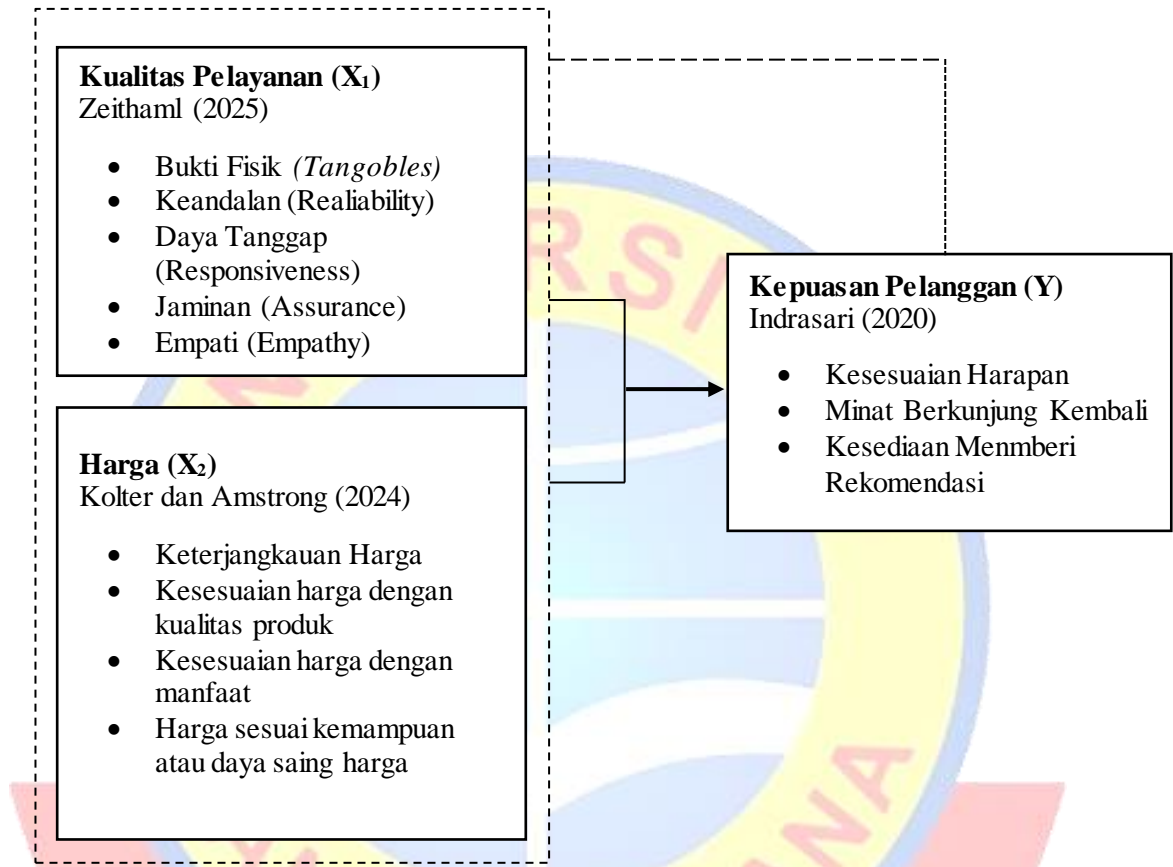 Kualitas Pelayanan (X₁)
Zeithaml (2025)
• Bukti Fisik (Tangobles)
• Keandalan (Realiability)
• Daya Tanggap
(Responsiveness)
• Jaminan (Assurance)
• Empati (Empathy)
Harga (X₂)
Kolter dan Amstrong (2024)
• Keterjangkauan Harga
• Kesesuaian harga dengan
kualitas produk
• Kesesuaian harga dengan
manfaat
• Harga sesuai kemampuan
atau daya saing harga
Kepuasan Pelanggan (Y)
Indrasari (2020)
• Kesesuaian Harapan
• Minat Berkunjung Kembali
• Kesediaan Menmberi
Rekomendasi